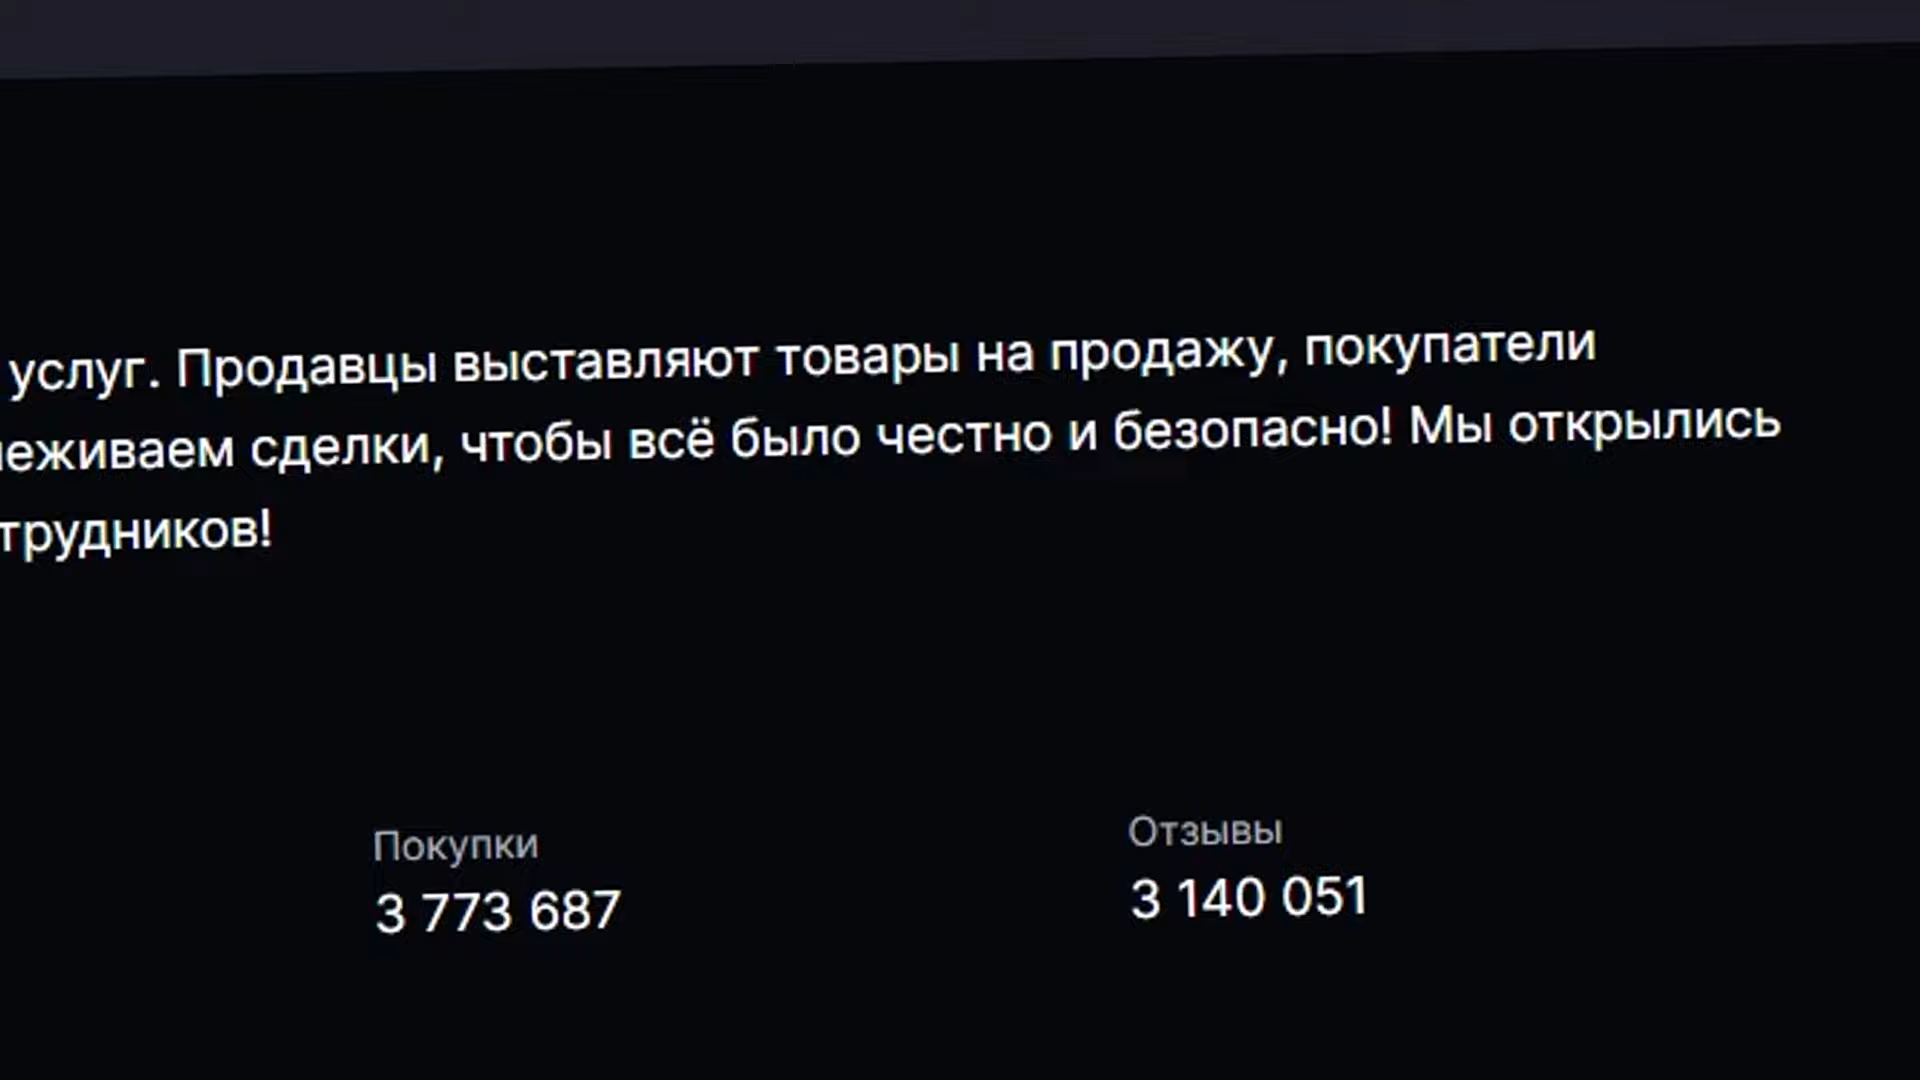 услуг. Продавцы выставляют товары на продажу, покупатели
еживаем сделки, чтобы всё было честно и безопасно! Мы открылись
трудников!
Покупки
3 773 687
Отзывы
3 140 051